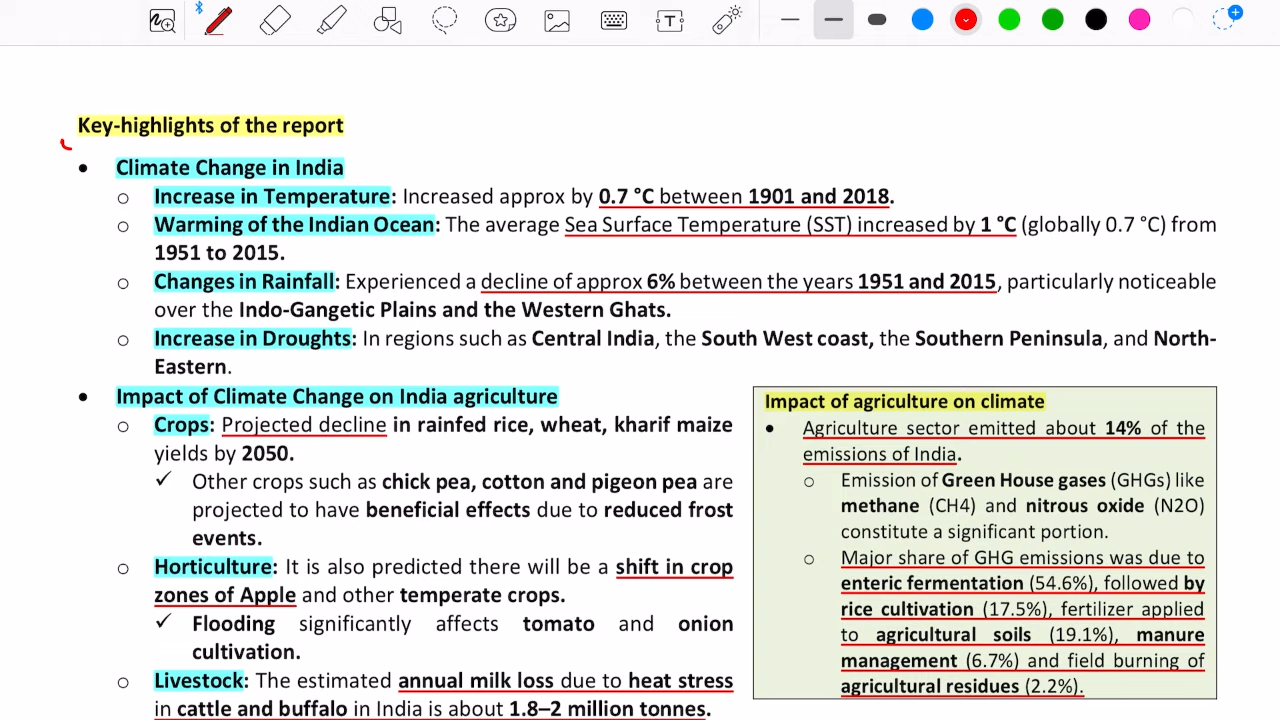 Key-highlights of the report
• Climate Change in India
o Increase in Temperature: Increased approx by 0.7 °C between 1901 and 2018.
o Warming of the Indian Ocean: The average Sea Surface Temperature (SST) increased by 1 °C (globally 0.7 °C) from
1951 to 2015.
o Changes in Rainfall: Experienced a decline of approx 6% between the years 1951 and 2015, particularly noticeable
over the Indo-Gangetic Plains and the Western Ghats.
o Increase in Droughts: In regions such as Central India, the South West coast, the Southern Peninsula, and North-
Eastern.
• Impact of Climate Change on India agriculture
o Crops: Projected decline in rainfed rice, wheat, kharif maize
yields by 2050.
✓ Other crops such as chick pea, cotton and pigeon pea are
projected to have beneficial effects due to reduced frost
events.
o Horticulture: It is also predicted there will be a shift in crop
zones of Apple and other temperate crops.
✓ Flooding significantly affects tomato and onion
cultivation.
o Livestock: The estimated annual milk loss due to heat stress
in cattle and buffalo in India is about 1.8–2 million tonnes.
Impact of agriculture on climate
• Agriculture sector emitted about 14% of the
emissions of India.
o Emission of Green House gases (GHGs) like
methane (CH4) and nitrous oxide (N2O)
constitute a significant portion.
o Major share of GHG emissions was due to
enteric fermentation (54.6%), followed by
rice cultivation (17.5%), fertilizer applied
to agricultural soils (19.1%), manure
management (6.7%) and field burning of
agricultural residues (2.2%).